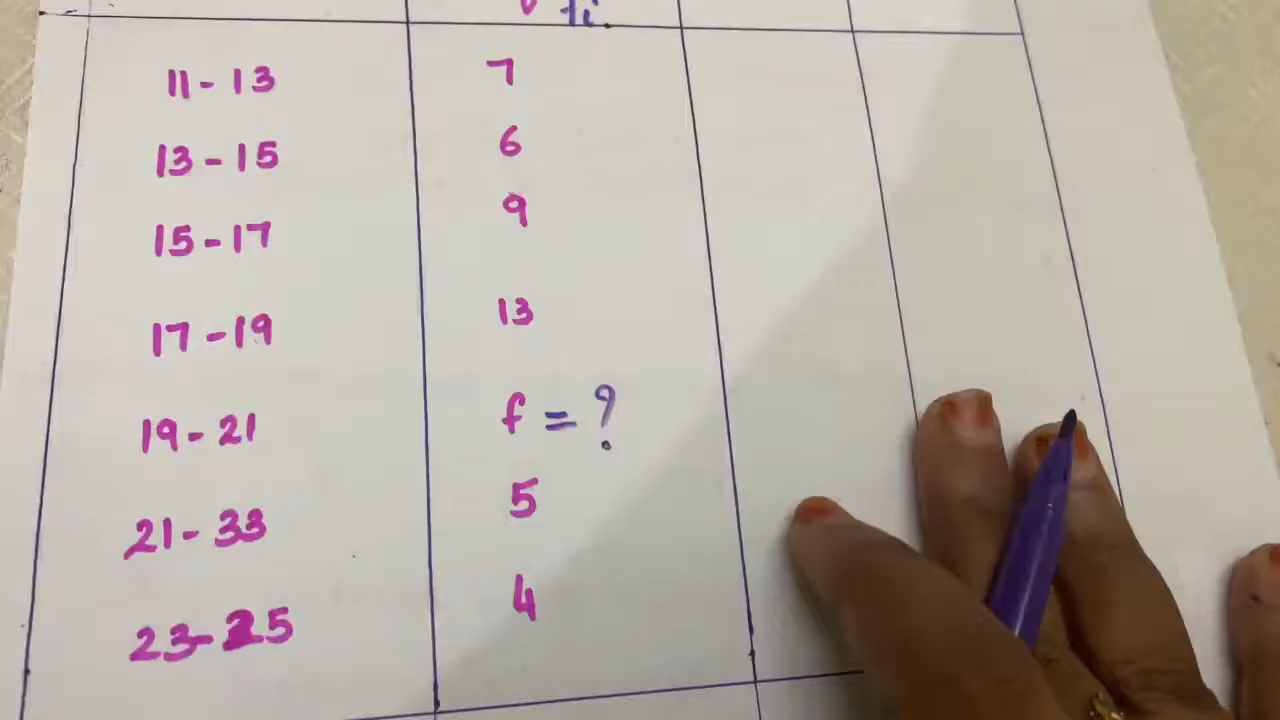 fi.
11 - 13 7
13 - 15 6
15 - 17 9
17 - 19 13
19 - 21 f = ?
21 - 33 5
23 - 25 4